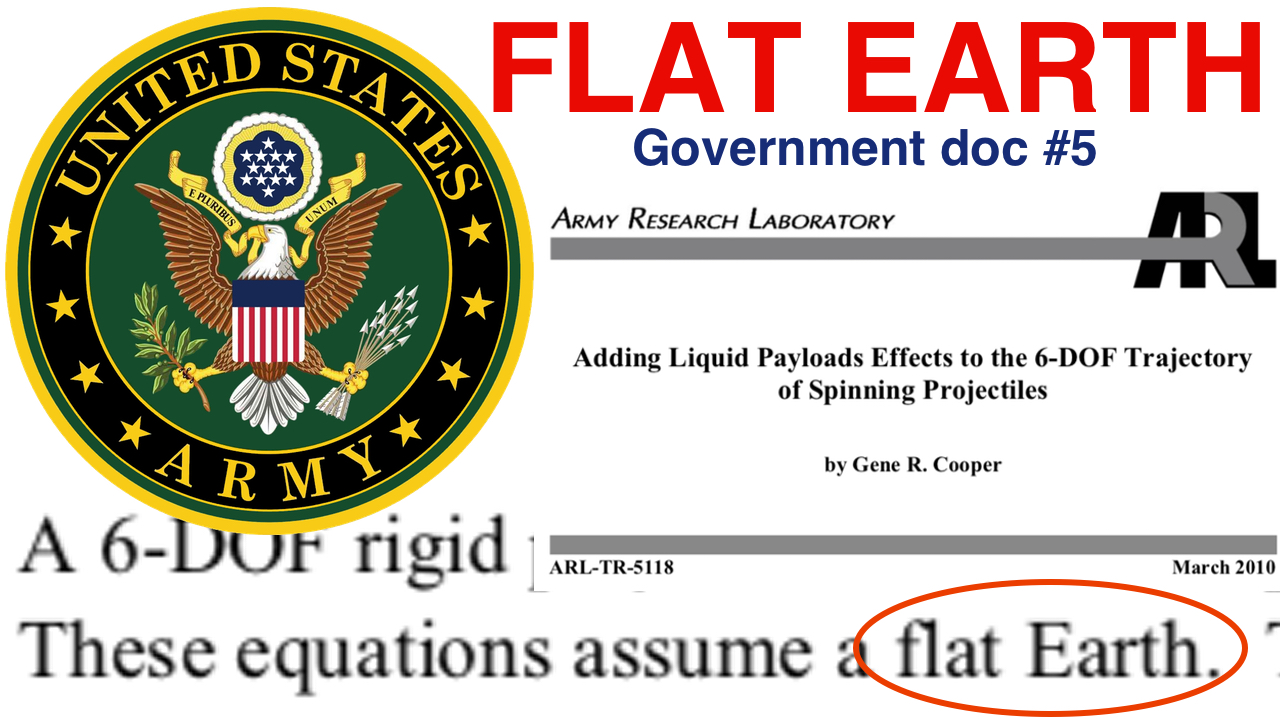 UNITED STATES
E PLURIBUS UNUM
ARMY
FLAT EARTH
Government doc #5
ARMY RESEARCH LABORATORY
ARL
Adding Liquid Payloads Effects to the 6-DOF Trajectory
of Spinning Projectiles
by Gene R. Cooper
ARL-TR-5118 March 2010
A 6-DOF rigid
These equations assume a flat Earth.